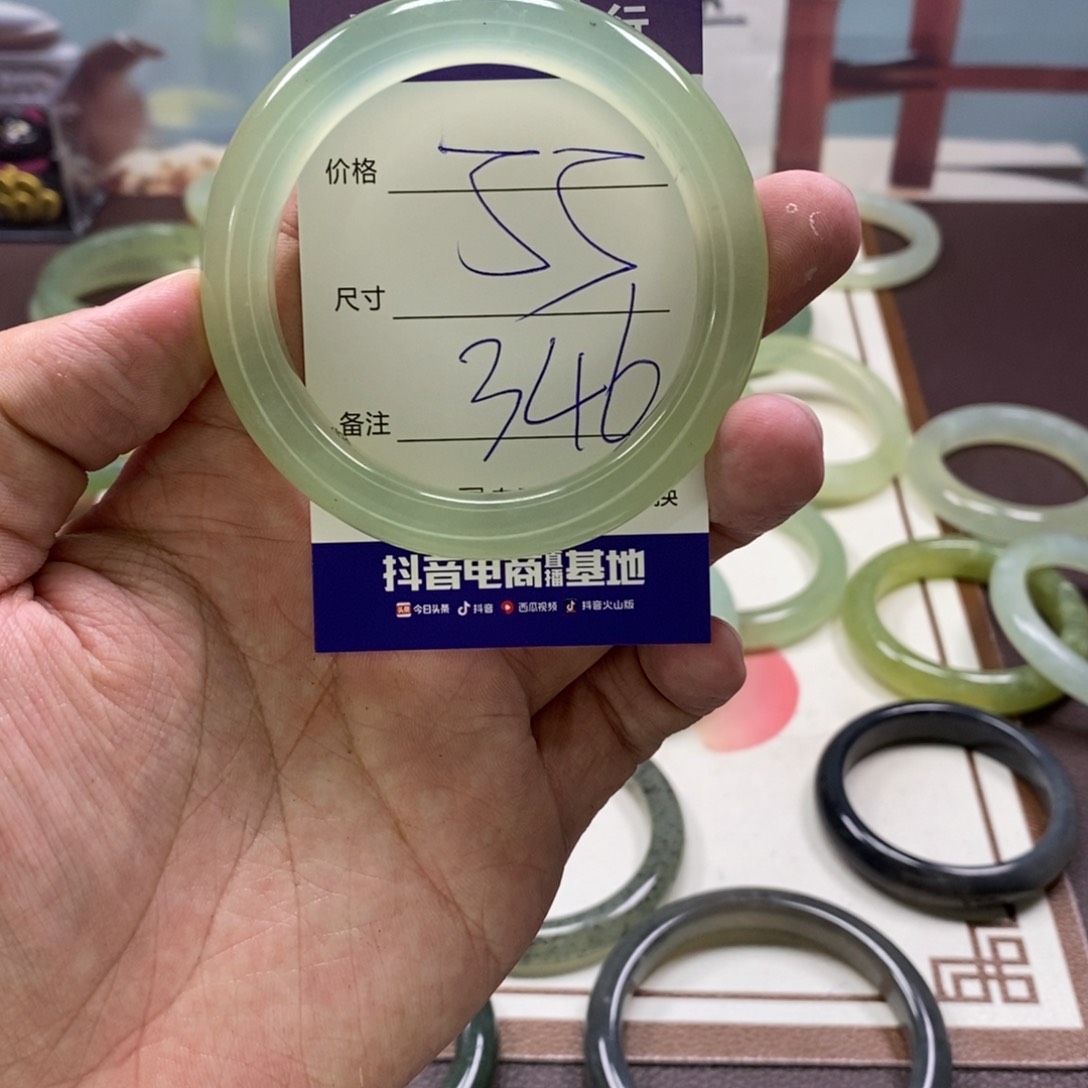 行
价格
55
尺寸
346
备注
抖音电商直播基地
今日头条 抖音 西瓜视频 抖音火山版